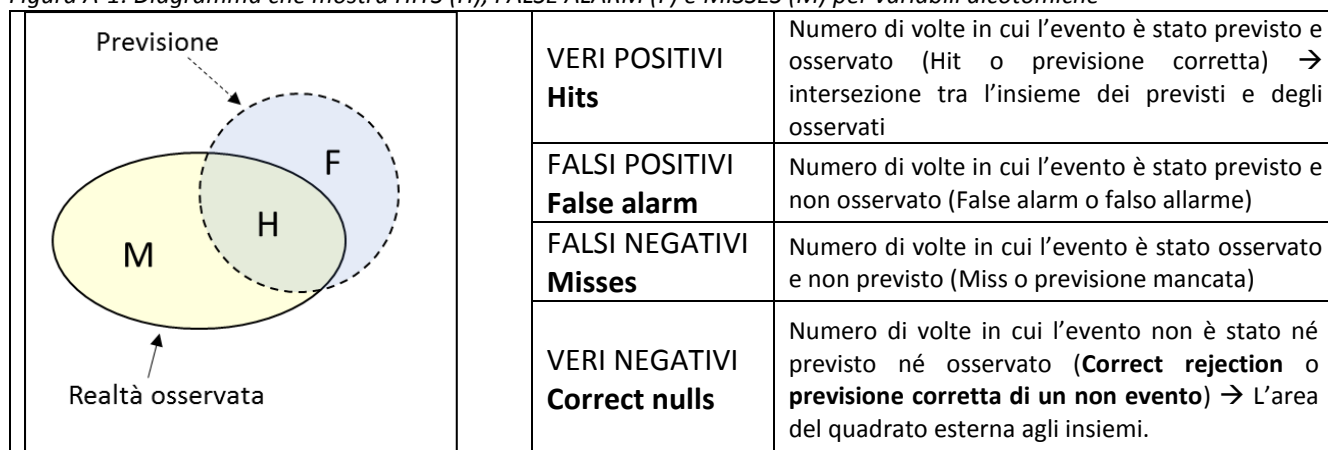 Figura A-1: Diagramma che mostra HITS (H), FALSE ALARM (F) e MISSES (M) per variabili dicotomiche
Previsione
F
H
M
Realtà osservata
VERI POSITIVI
Hits
Numero di volte in cui l’evento è stato previsto e
osservato (Hit o previsione corretta) →
intersezione tra l’insieme dei previsti e degli
osservati
FALSI POSITIVI
False alarm
Numero di volte in cui l’evento è stato previsto e
non osservato (False alarm o falso allarme)
FALSI NEGATIVI
Misses
Numero di volte in cui l’evento è stato osservato
e non previsto (Miss o previsione mancata)
VERI NEGATIVI
Correct nulls
Numero di volte in cui l’evento non è stato né
previsto né osservato (Correct rejection o
previsione corretta di un non evento) → L’area
del quadrato esterna agli insiemi.